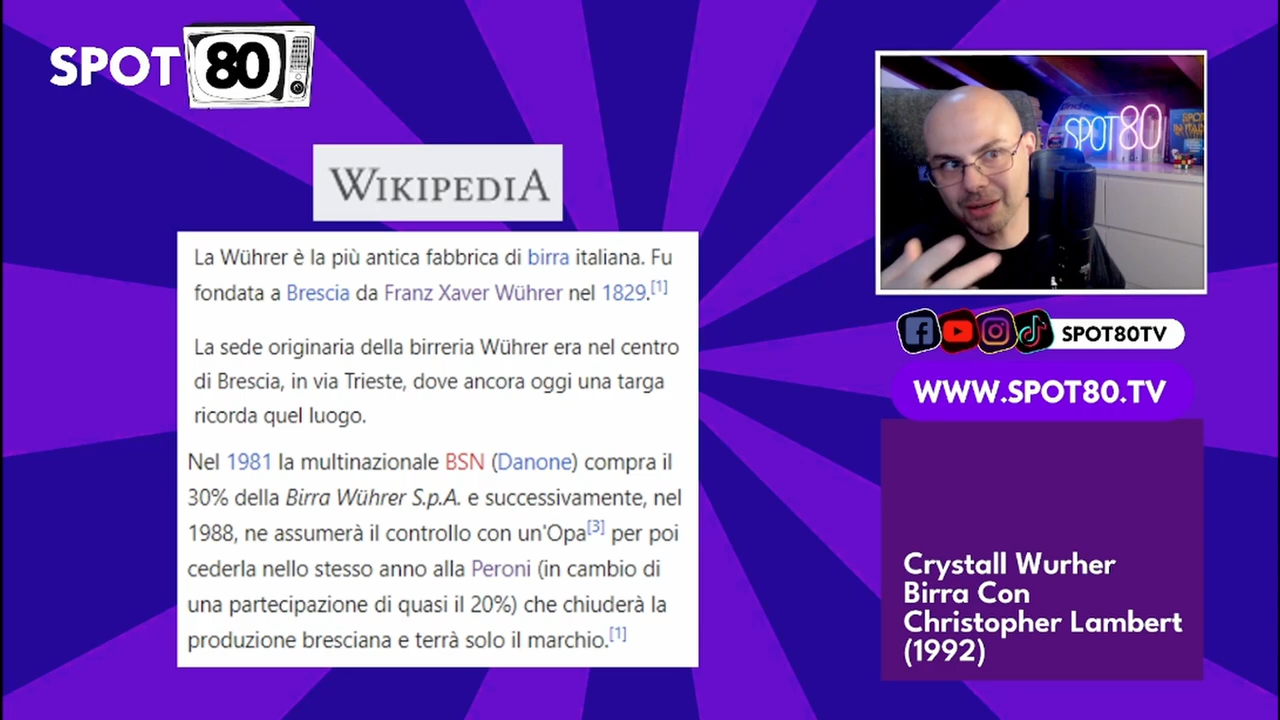 SPOT 80
WIKIPEDIA
La Wührer è la più antica fabbrica di birra italiana. Fu
fondata a Brescia da Franz Xaver Wührer nel 1829.[1]
La sede originaria della birreria Wührer era nel centro
di Brescia, in via Trieste, dove ancora oggi una targa
ricorda quel luogo.
Nel 1981 la multinazionale BSN (Danone) compra il
30% della Birra Wührer S.p.A. e successivamente, nel
1988, ne assumerà il controllo con un'Opa[3] per poi
cederla nello stesso anno alla Peroni (in cambio di
una partecipazione di quasi il 20%) che chiuderà la
produzione bresciana e terrà solo il marchio.[1]
SPOT80
SPOT80TV
WWW.SPOT80.TV
Crystall Wurher
Birra Con
Christopher Lambert
(1992)